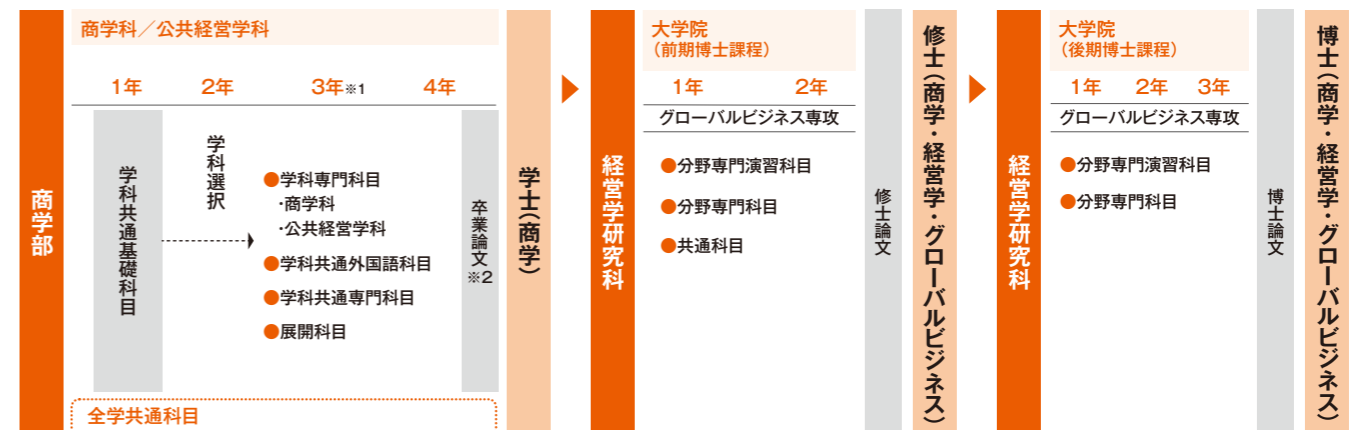 商学部
商学科／公共経営学科
1年 2年 3年※1 4年
学科共通基礎科目
学科選択
●学科専門科目
・商学科
・公共経営学科
●学科共通外国語科目
●学科共通専門科目
●展開科目
卒業論文※2
全学共通科目
学士（商学）
経営学研究科
大学院
（前期博士課程）
1年 2年
グローバルビジネス専攻
●分野専門演習科目
●分野専門科目
●共通科目
修士論文
修士（商学・経営学・グローバルビジネス）
経営学研究科
大学院
（後期博士課程）
1年 2年 3年
グローバルビジネス専攻
●分野専門演習科目
●分野専門科目
博士論文
博士（商学・経営学・グローバルビジネス）